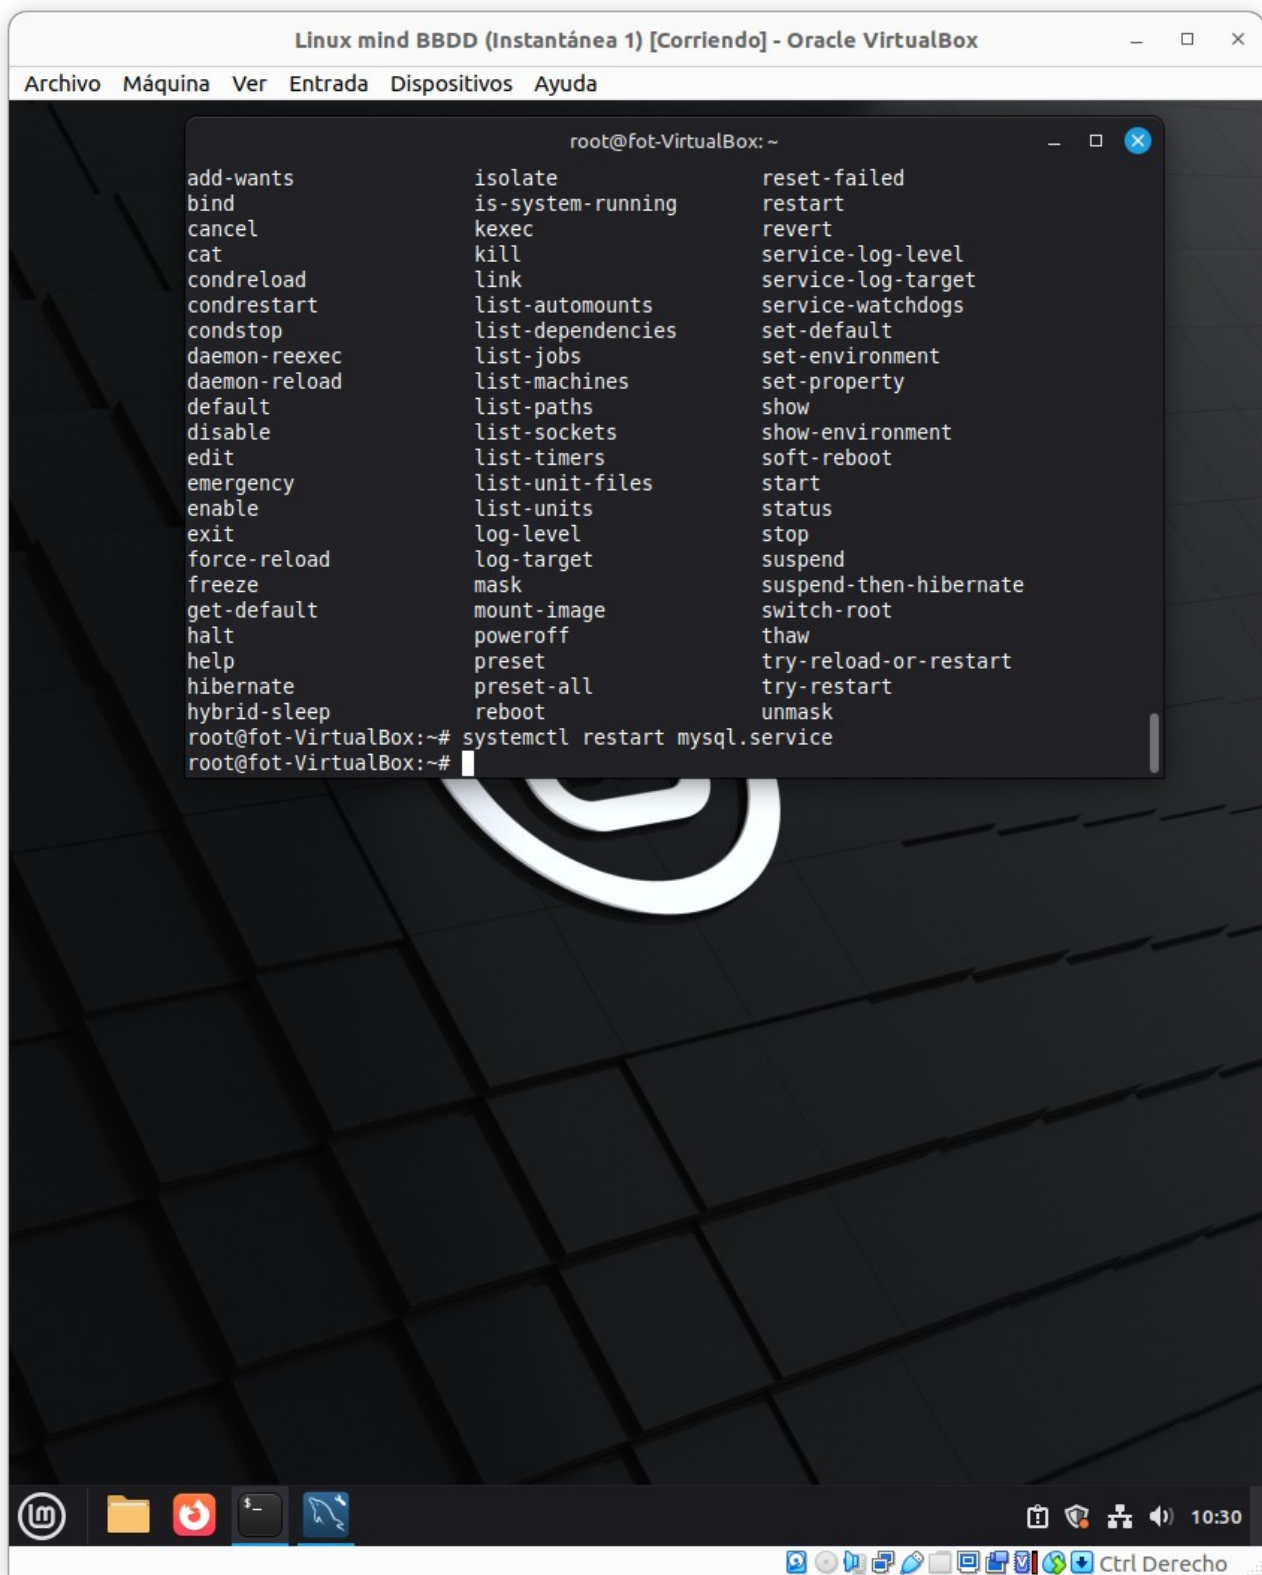 Linux mind BBDD (Instantánea 1) [Corriendo] - Oracle VirtualBox
Archivo Máquina Ver Entrada Dispositivos Ayuda
root@fot-VirtualBox: ~
add-wants isolate reset-failed
bind is-system-running restart
cancel kexec revert
cat kill service-log-level
condreload link service-log-target
condrestart list-automounts service-watchdogs
condstop list-dependencies set-default
daemon-reexec list-jobs set-environment
daemon-reload list-machines set-property
default list-paths show
disable list-sockets show-environment
edit list-timers soft-reboot
emergency list-unit-files start
enable list-units status
exit log-level stop
force-reload log-target suspend
freeze mask suspend-then-hibernate
get-default mount-image switch-root
halt poweroff thaw
help preset try-reload-or-restart
hibernate preset-all try-restart
hybrid-sleep reboot unmask
root@fot-VirtualBox:~# systemctl restart mysql.service
root@fot-VirtualBox:~#
$_
10:30
Ctrl Derecho